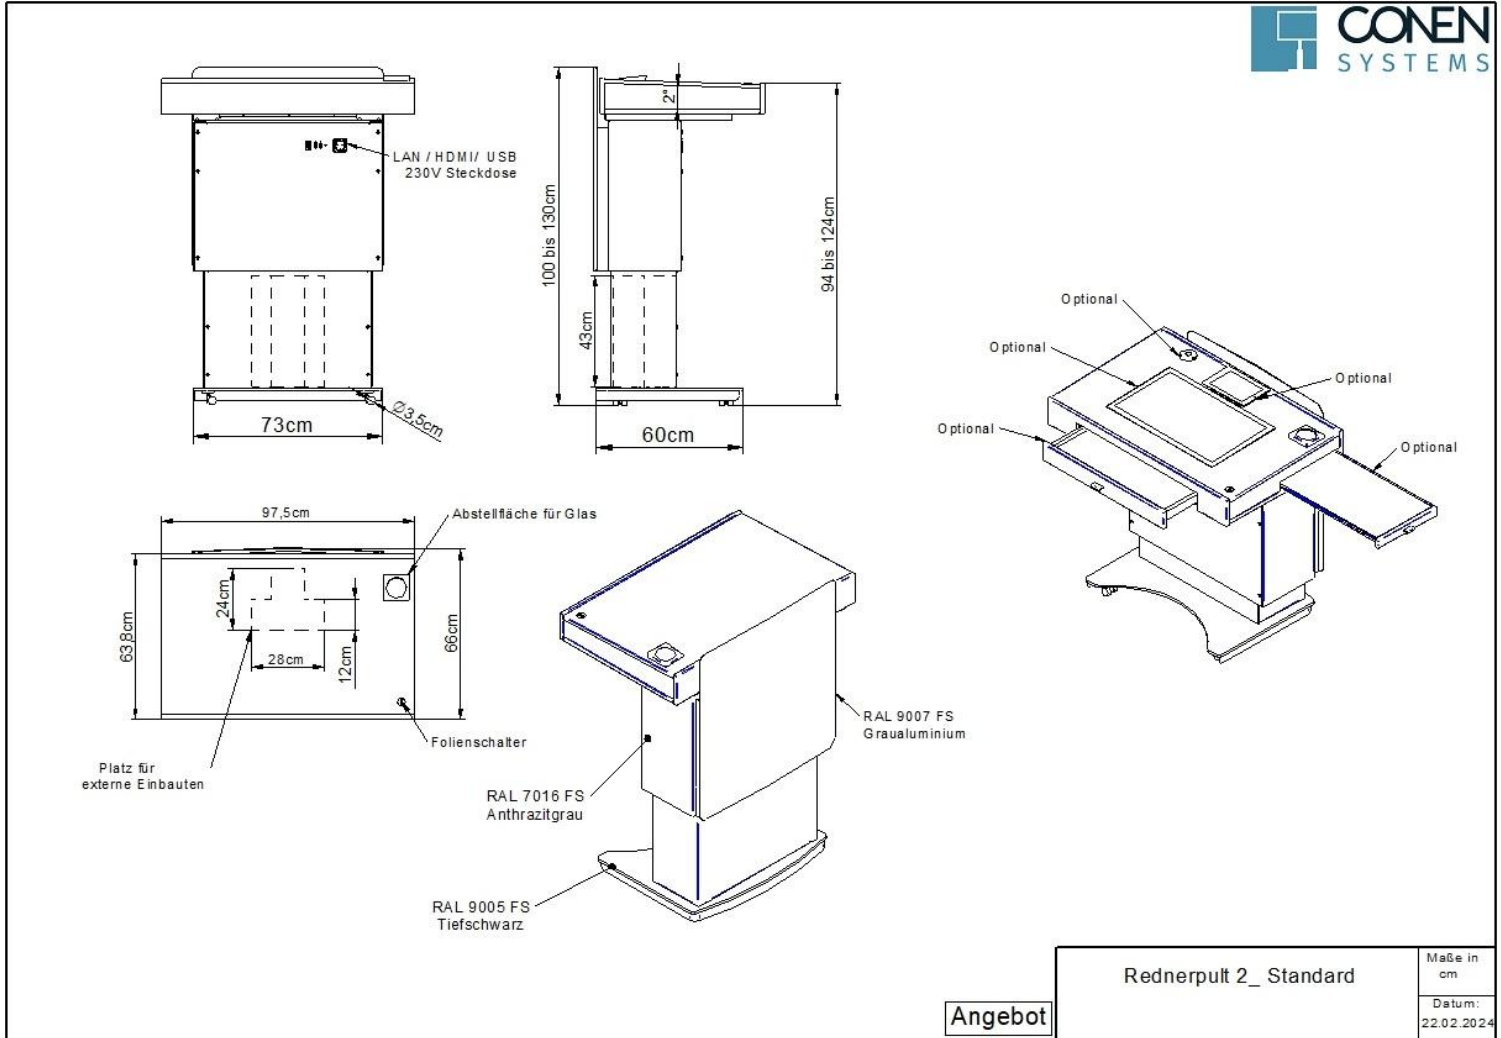 CONEN
SYSTEMS
LAN / HDMI/ USB
230V Steckdose
2°
100 bis 130cm
94 bis 124cm
43cm
73cm
Ø3,5cm
60cm
Optional
Optional
Optional
Optional
Optional
97,5cm
Abstellfläche für Glas
24cm
63,8cm
28cm
12cm
66cm
Folienschalter
Platz für
externe Einbauten
RAL 9007 FS
Graualuminium
RAL 7016 FS
Anthrazitgrau
RAL 9005 FS
Tiefschwarz
Angebot
Rednerpult 2_ Standard
Maße in
cm
Datum:
22.02.2024